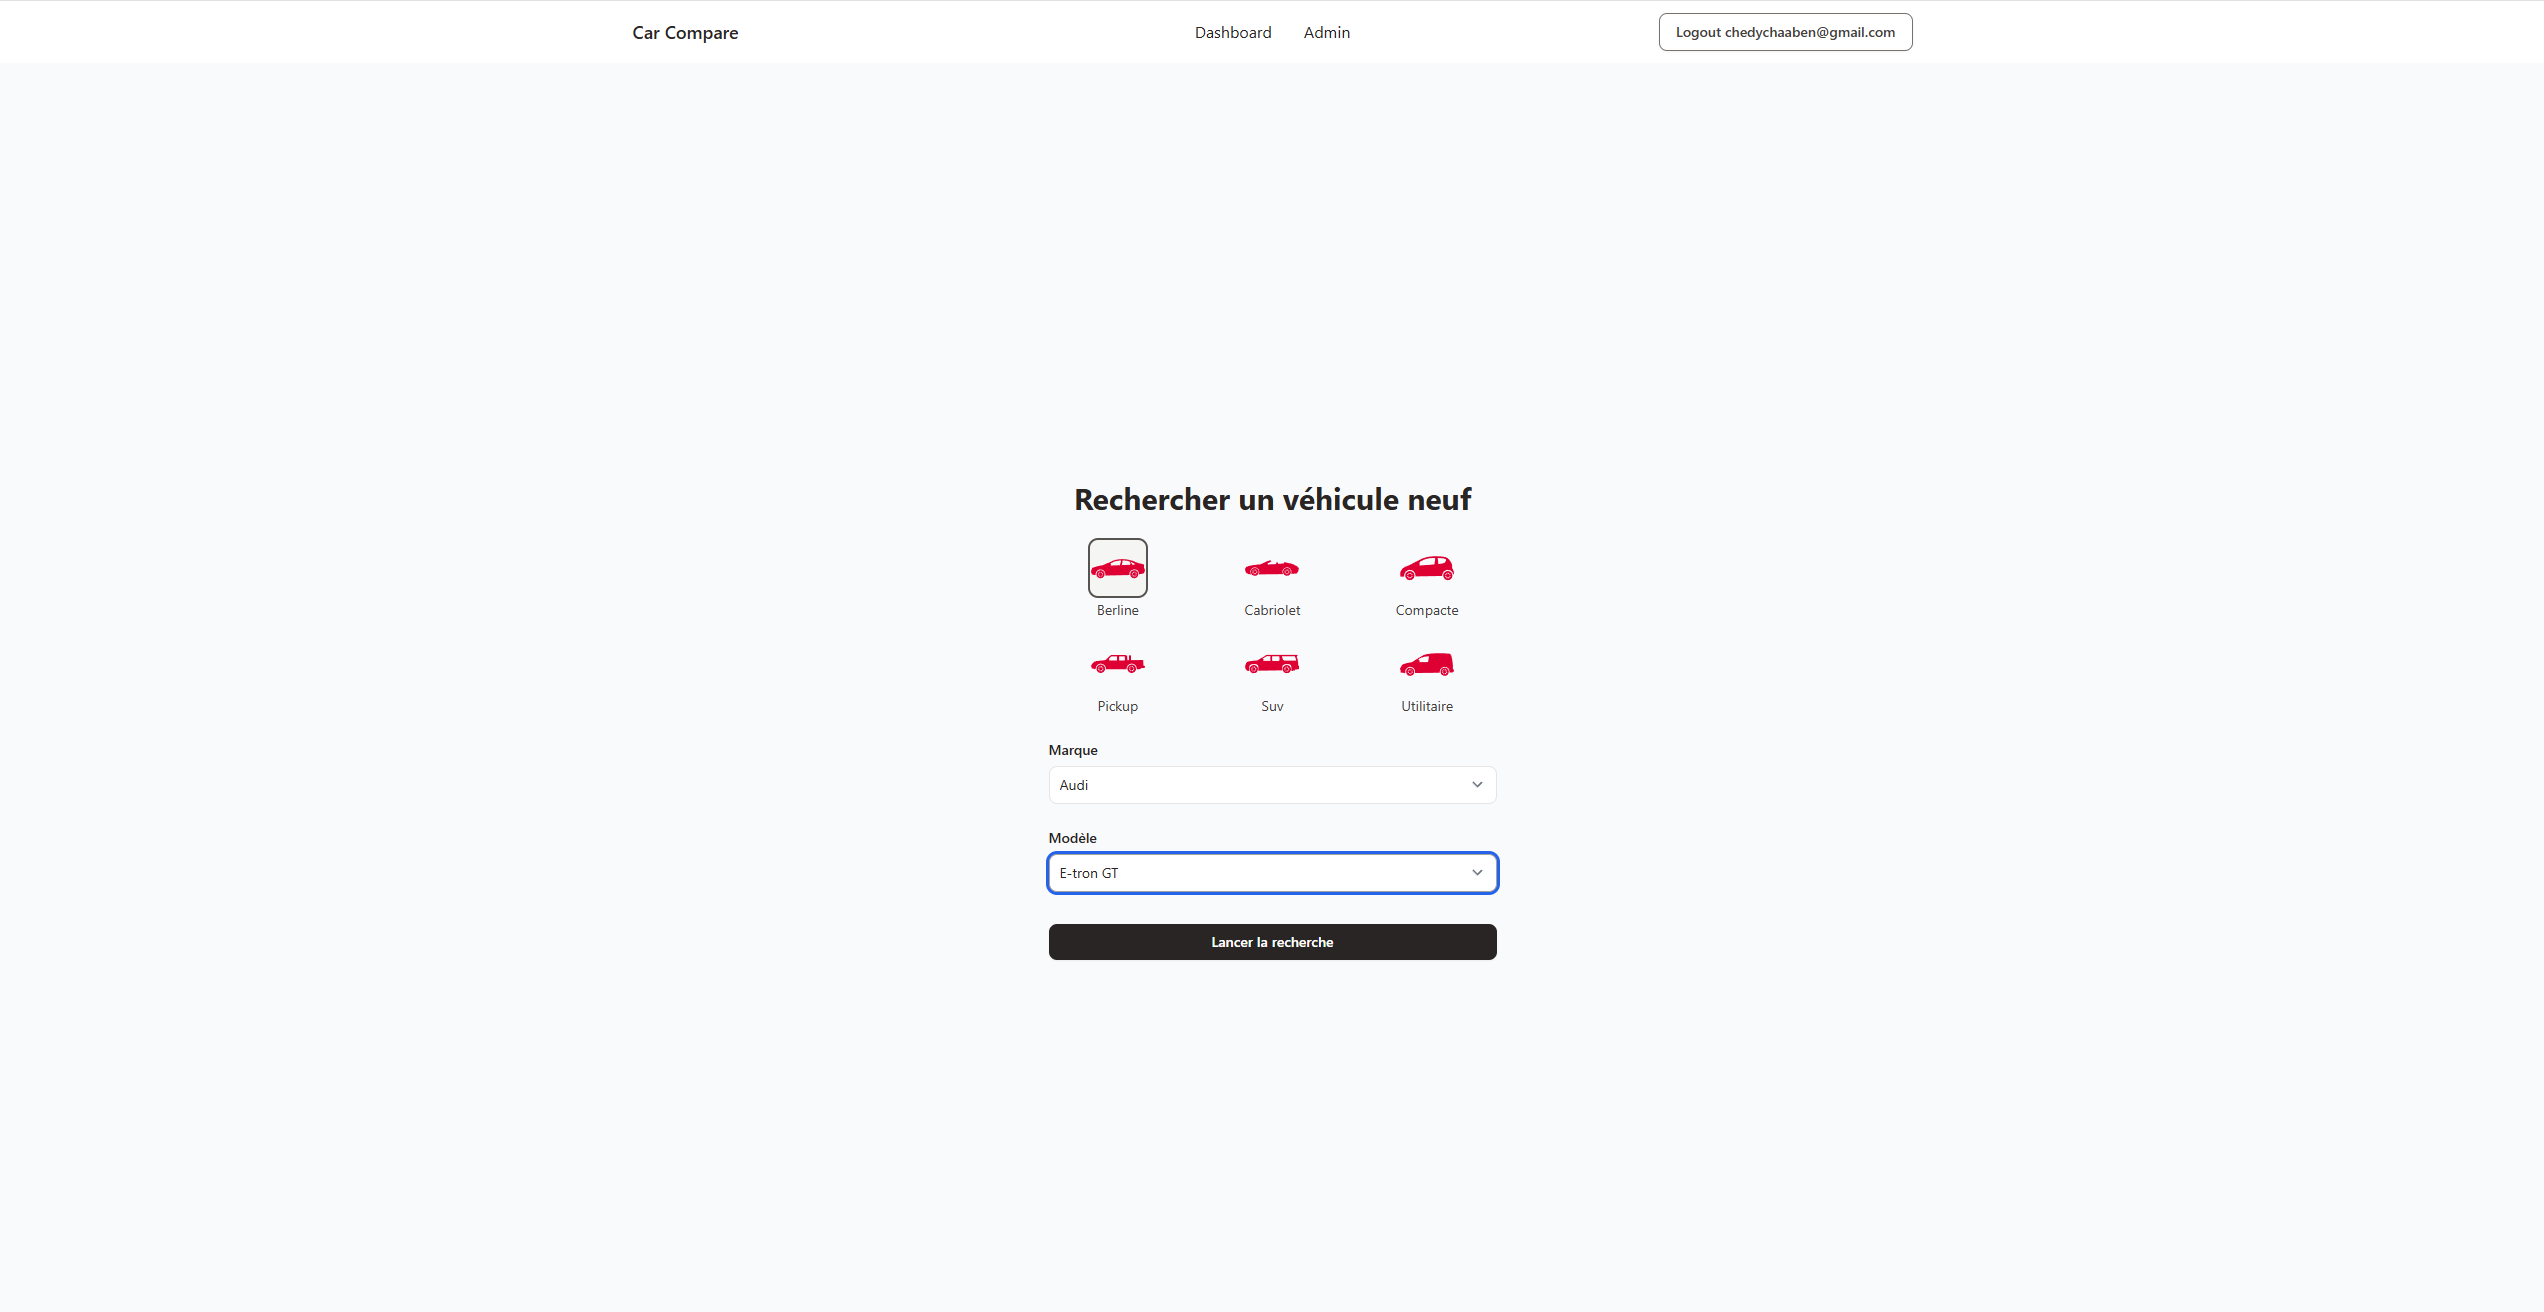 Car Compare
Dashboard Admin
Logout chedychaaben@gmail.com
Rechercher un véhicule neuf
Berline Cabriolet Compacte
Pickup Suv Utilitaire
Marque
Audi
Modèle
E-tron GT
Lancer la recherche